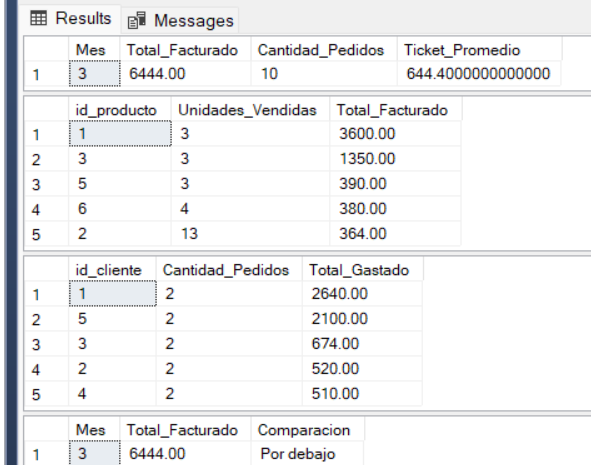 Results Messages
Mes Total_Facturado Cantidad_Pedidos Ticket_Promedio
1 3 6444.00 10 644.4000000000000
id_producto Unidades_Vendidas Total_Facturado
1 1 3 3600.00
2 3 3 1350.00
3 5 3 390.00
4 6 4 380.00
5 2 13 364.00
id_cliente Cantidad_Pedidos Total_Gastado
1 1 2 2640.00
2 5 2 2100.00
3 3 2 674.00
4 2 2 520.00
5 4 2 510.00
Mes Total_Facturado Comparacion
1 3 6444.00 Por debajo